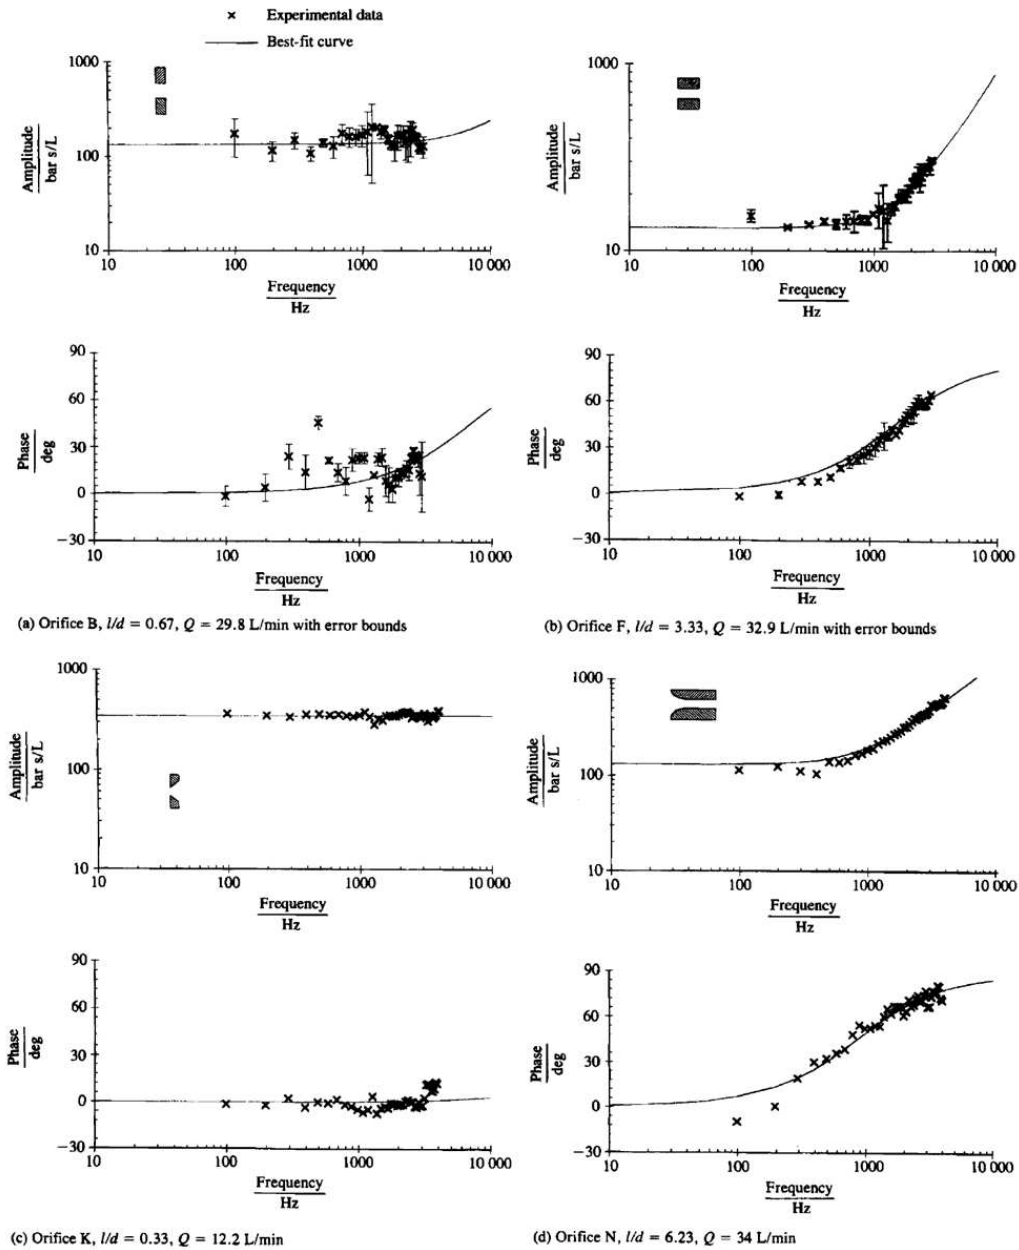 Experimental data
Best-fit curve
1000
100
10
Amplitude
bar s/L
10 100 1000 10 000
Frequency
Hz
1000
10
Amplitude
bar s/L
10 100 1000 10 000
Frequency
Hz
90
60
30
0
−30
Phase
deg
10 100 1000 10 000
Frequency
Hz
90
60
30
0
−30
Phase
deg
10 100 1000 10 000
Frequency
Hz
(a) Orifice B, l/d = 0.67, Q = 29.8 L/min with error bounds
(b) Orifice F, l/d = 3.33, Q = 32.9 L/min with error bounds
1000
100
10
Amplitude
bar s/L
10 100 1000 10 000
Frequency
Hz
1000
100
10
Amplitude
bar s/L
10 100 1000 10 000
Frequency
Hz
90
60
30
0
−30
Phase
deg
10 100 1000 10 000
Frequency
Hz
90
60
30
0
−30
Phase
deg
10 100 1000 10 000
Frequency
Hz
(c) Orifice K, l/d = 0.33, Q = 12.2 L/min
(d) Orifice N, l/d = 6.23, Q = 34 L/min